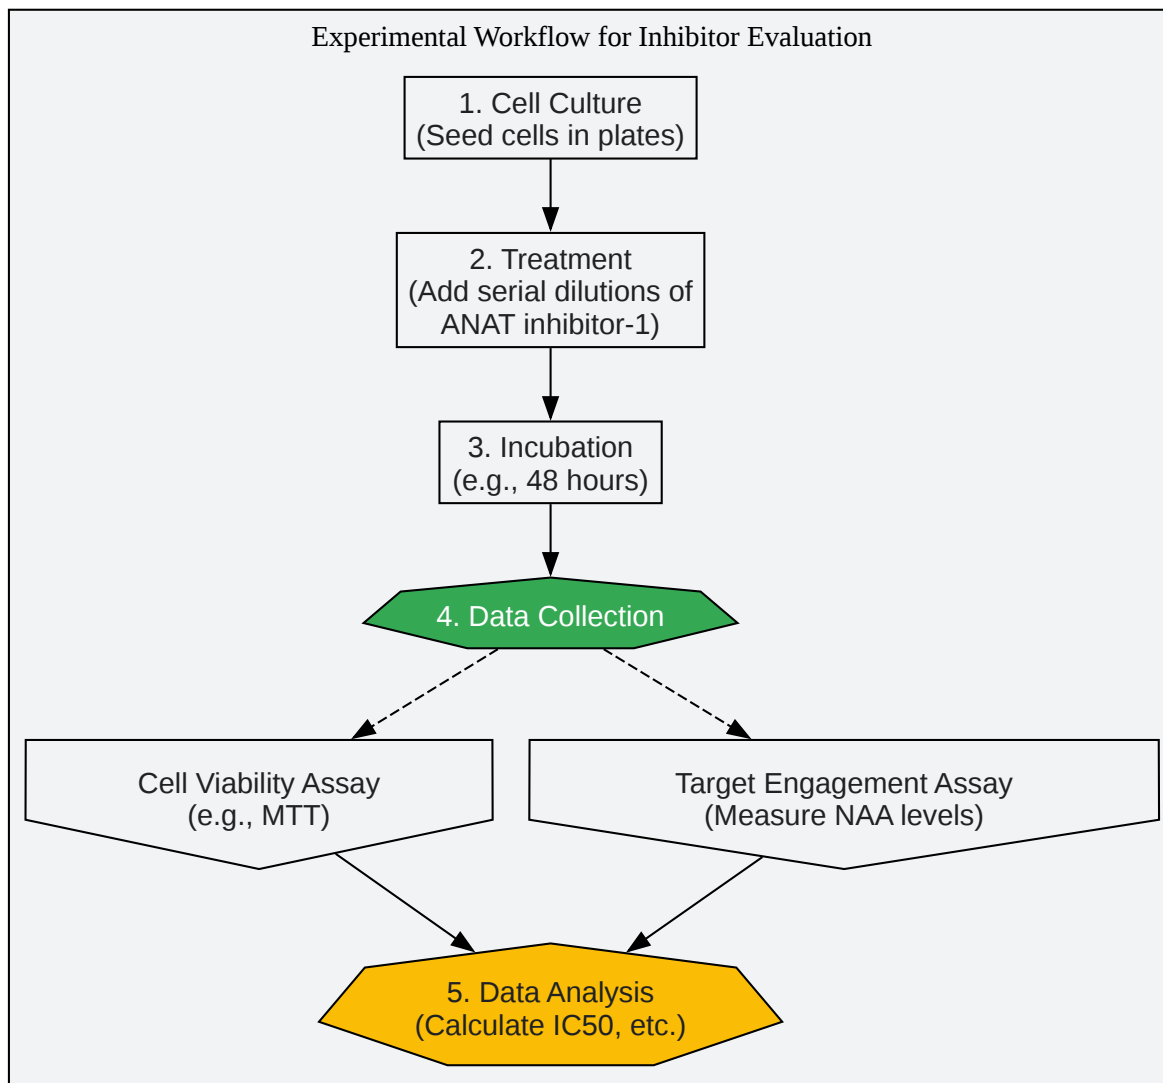 Experimental Workflow for Inhibitor Evaluation
1. Cell Culture
(Seed cells in plates)
2. Treatment
(Add serial dilutions of
ANAT inhibitor-1)
3. Incubation
(e.g., 48 hours)
4. Data Collection
Cell Viability Assay
(e.g., MTT)
Target Engagement Assay
(Measure NAA levels)
5. Data Analysis
(Calculate IC50, etc.)